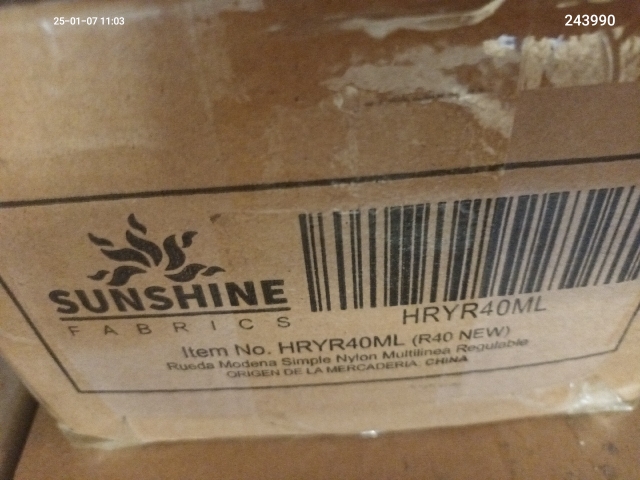 25-01-07 11:03
243990
SUNSHINE
FABRICS
HRYR40ML
Item No. HRYR40ML (R40 NEW)
Rueda Modena Simple Nylon Multilinea Regulable
ORIGEN DE LA MERCADERIA: CHINA